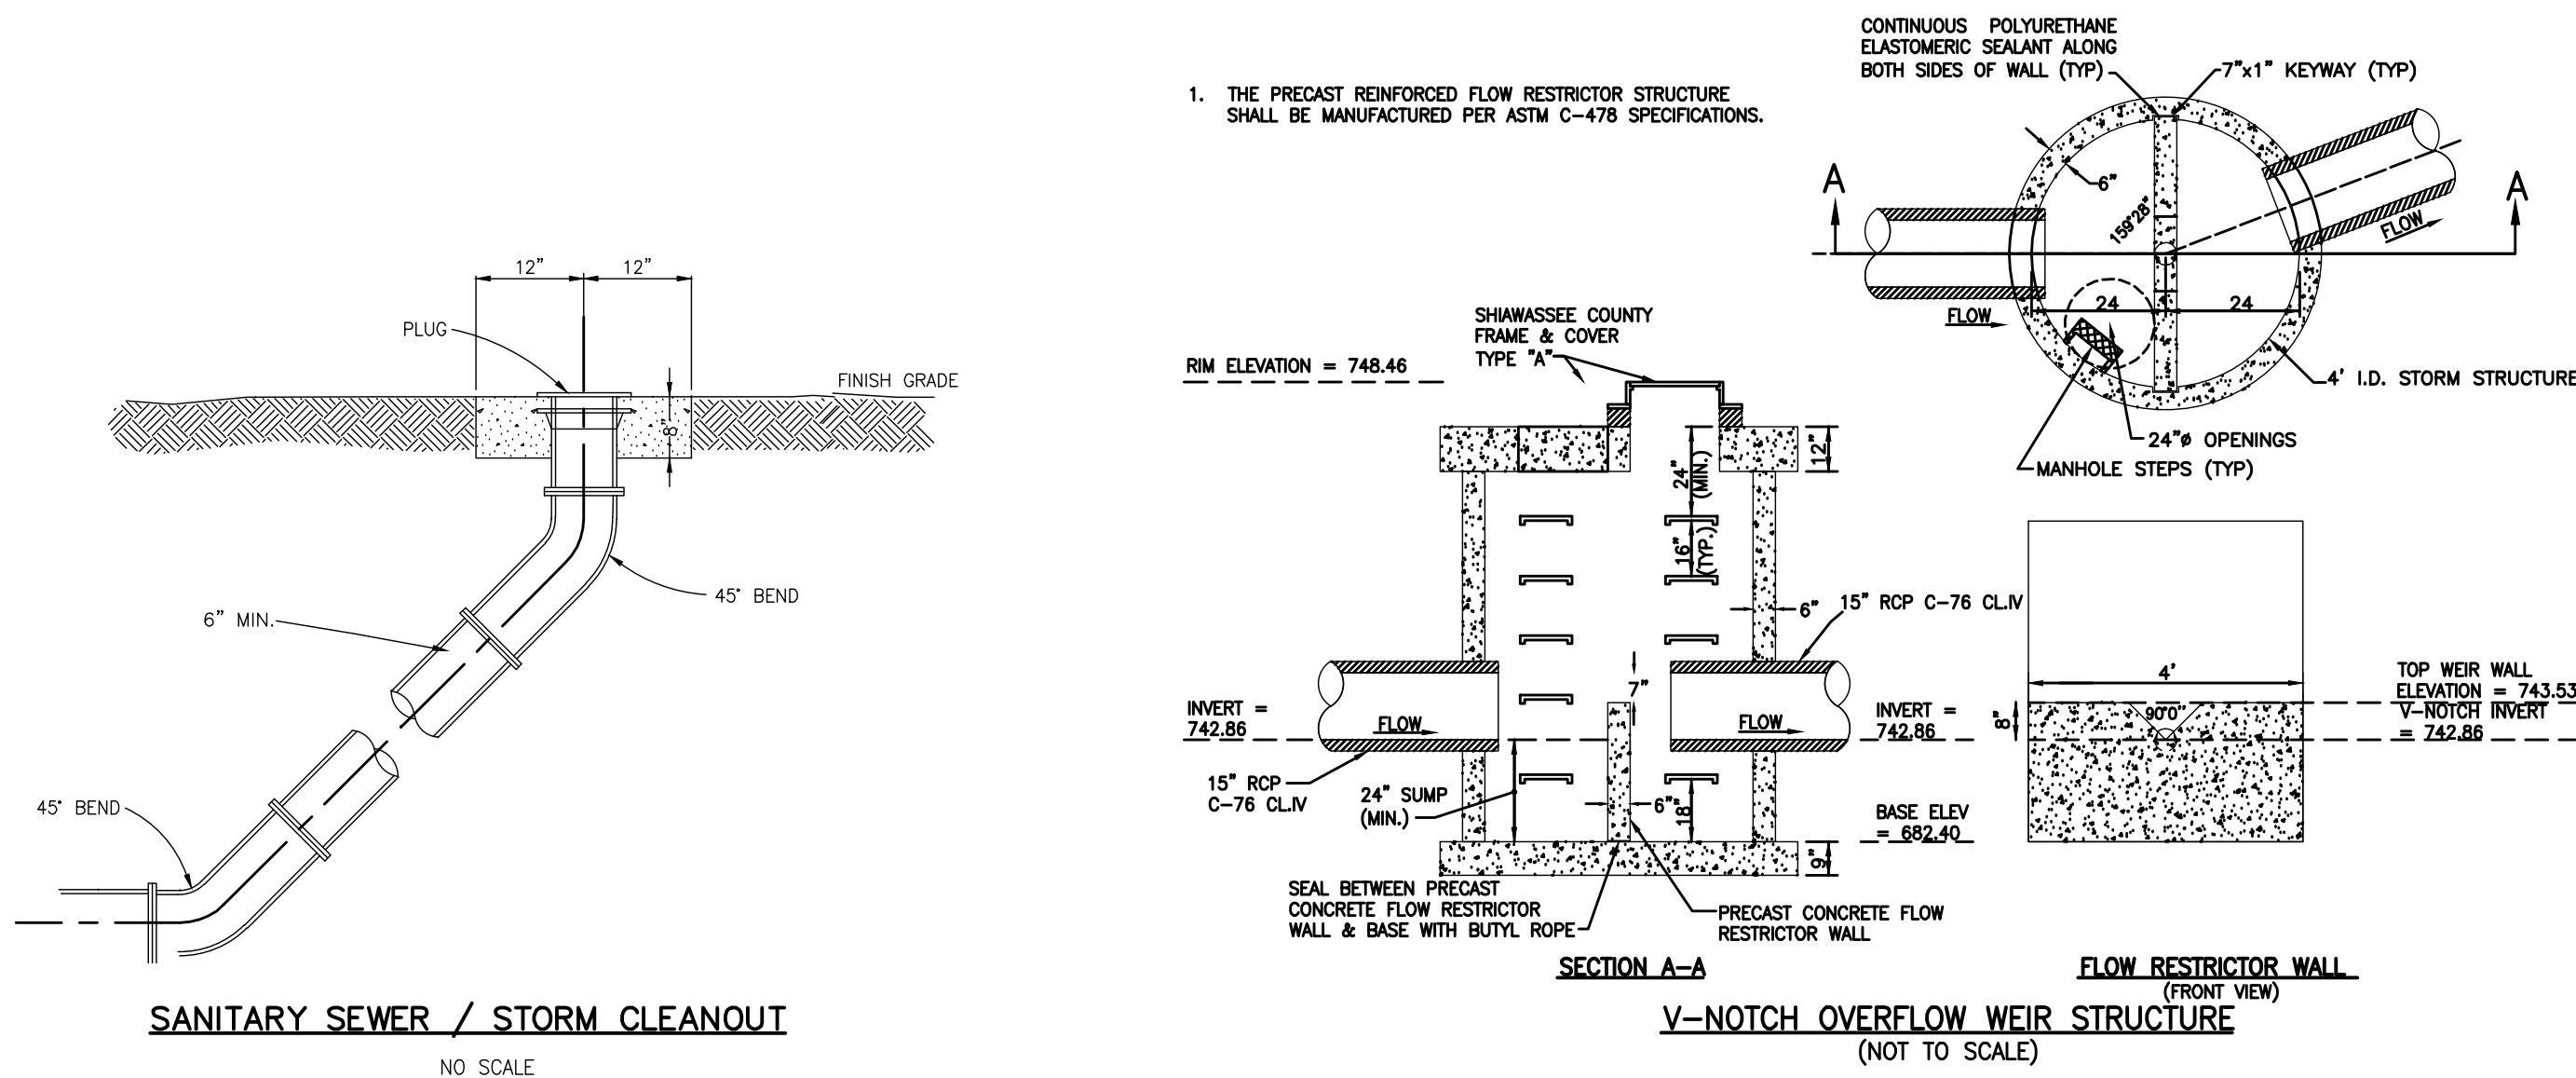 12”
12”
PLUG
FINISH GRADE
8”
45° BEND
6” MIN.
45° BEND
SANITARY SEWER / STORM CLEANOUT
NO SCALE
1. THE PRECAST REINFORCED FLOW RESTRICTOR STRUCTURE
SHALL BE MANUFACTURED PER ASTM C-478 SPECIFICATIONS.
CONTINUOUS POLYURETHANE
ELASTOMERIC SEALANT ALONG
BOTH SIDES OF WALL (TYP)
7”x1” KEYWAY (TYP)
A
A
6”
159°28”
FLOW
24
24
FLOW
4’ I.D. STORM STRUCTURE
24”ø OPENINGS
MANHOLE STEPS (TYP)
SHIAWASSEE COUNTY
FRAME & COVER
TYPE "A"
RIM ELEVATION = 748.46
12”
24”
(MIN.)
16”
(TYP.)
6”
15” RCP C-76 CL.IV
7”
INVERT =
742.86
FLOW
FLOW
INVERT =
742.86
15” RCP
C-76 CL.IV
24” SUMP
(MIN.)
6”
18”
BASE ELEV
= 682.40
9”
SEAL BETWEEN PRECAST
CONCRETE FLOW RESTRICTOR
WALL & BASE WITH BUTYL ROPE
PRECAST CONCRETE FLOW
RESTRICTOR WALL
SECTION A-A
4’
8”
90°0’
TOP WEIR WALL
ELEVATION = 743.53
V-NOTCH INVERT
= 742.86
FLOW RESTRICTOR WALL
(FRONT VIEW)
V-NOTCH OVERFLOW WEIR STRUCTURE
(NOT TO SCALE)